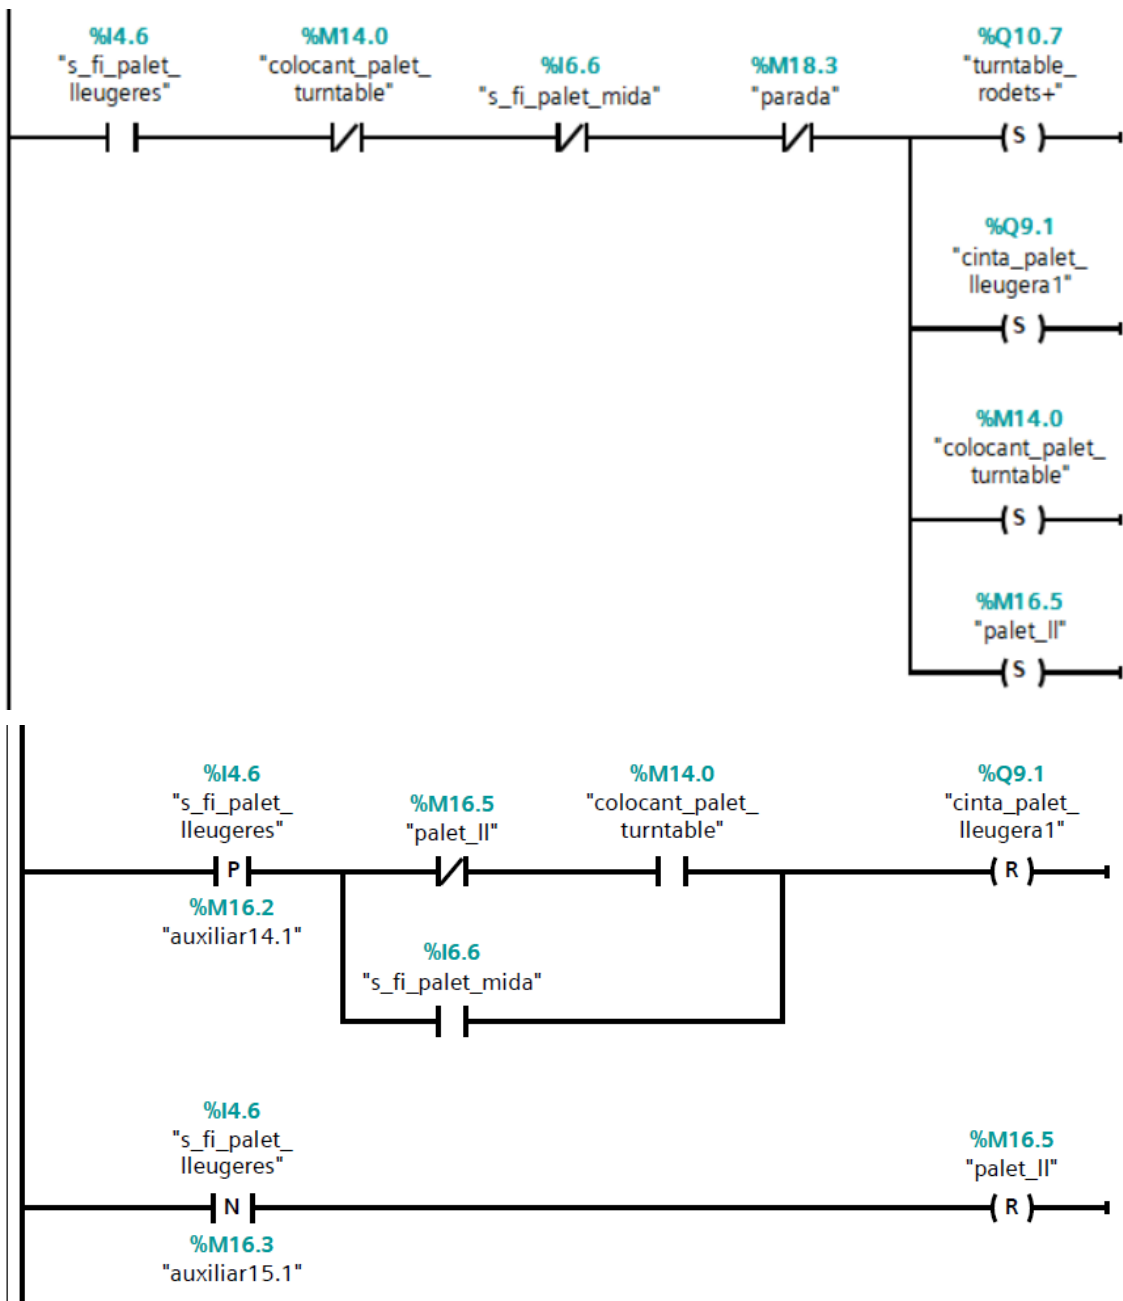 %I4.6
"s_fi_palet_
lleugeres"
%M14.0
"colocant_palet_
turntable"
%I6.6
"s_fi_palet_mida"
%M18.3
"parada"
%Q10.7
"turntable_
rodets+"
S
%Q9.1
"cinta_palet_
lleugera1"
S
%M14.0
"colocant_palet_
turntable"
S
%M16.5
"palet_ll"
S
%I4.6
"s_fi_palet_
lleugeres"
P
%M16.2
"auxiliar14.1"
%M16.5
"palet_ll"
%M14.0
"colocant_palet_
turntable"
%Q9.1
"cinta_palet_
lleugera1"
R
%I6.6
"s_fi_palet_mida"
%I4.6
"s_fi_palet_
lleugeres"
N
%M16.3
"auxiliar15.1"
%M16.5
"palet_ll"
R